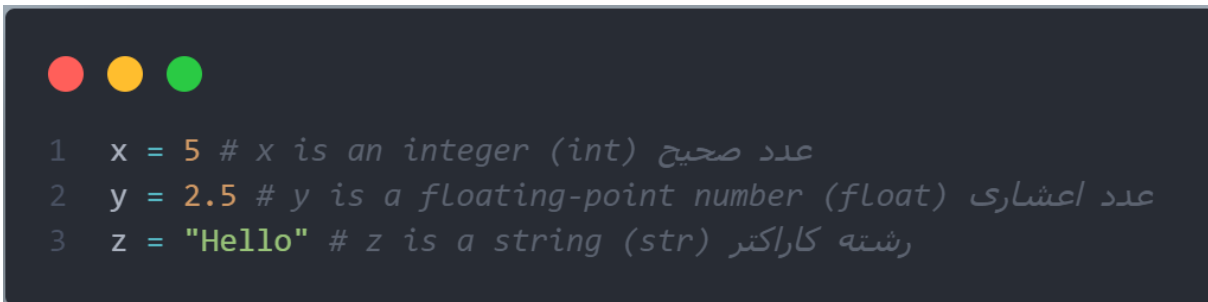 1 x = 5 # x is an integer (int) عدد صحیح
2 y = 2.5 # y is a floating-point number (float) عدد اعشاری
3 z = "Hello" # z is a string (str) رشته کاراکتر